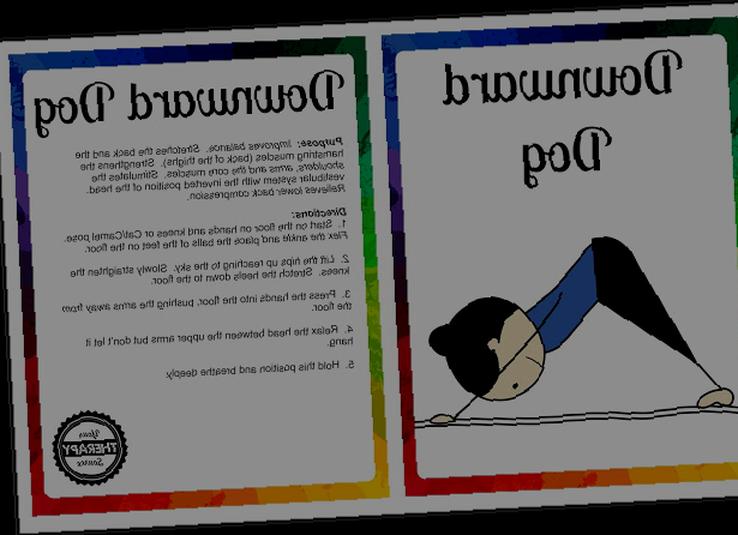 Downward Dog
Purpose: Improves balance. Stretches the back and the
hamstring muscles (back of the thighs). Strengthens the
shoulders, arms and the core muscles. Stimulates the
vestibular system with the inverted position of the head.
Relieves lower back compression.
Directions:
1. Start on the floor on hands and knees or Cat/Camel pose.
Flex the ankle and place the balls of the feet on the floor.
2. Lift the hips up reaching to the sky. Slowly straighten the
knees. Stretch the heels down to the floor.
3. Press the hands into the floor, pushing the arms away from
the floor.
4. Relax the head between the upper arms but don't let it
hang.
5. Hold this position and breathe deeply.
Your
THERAPY
Source
Downward
Dog